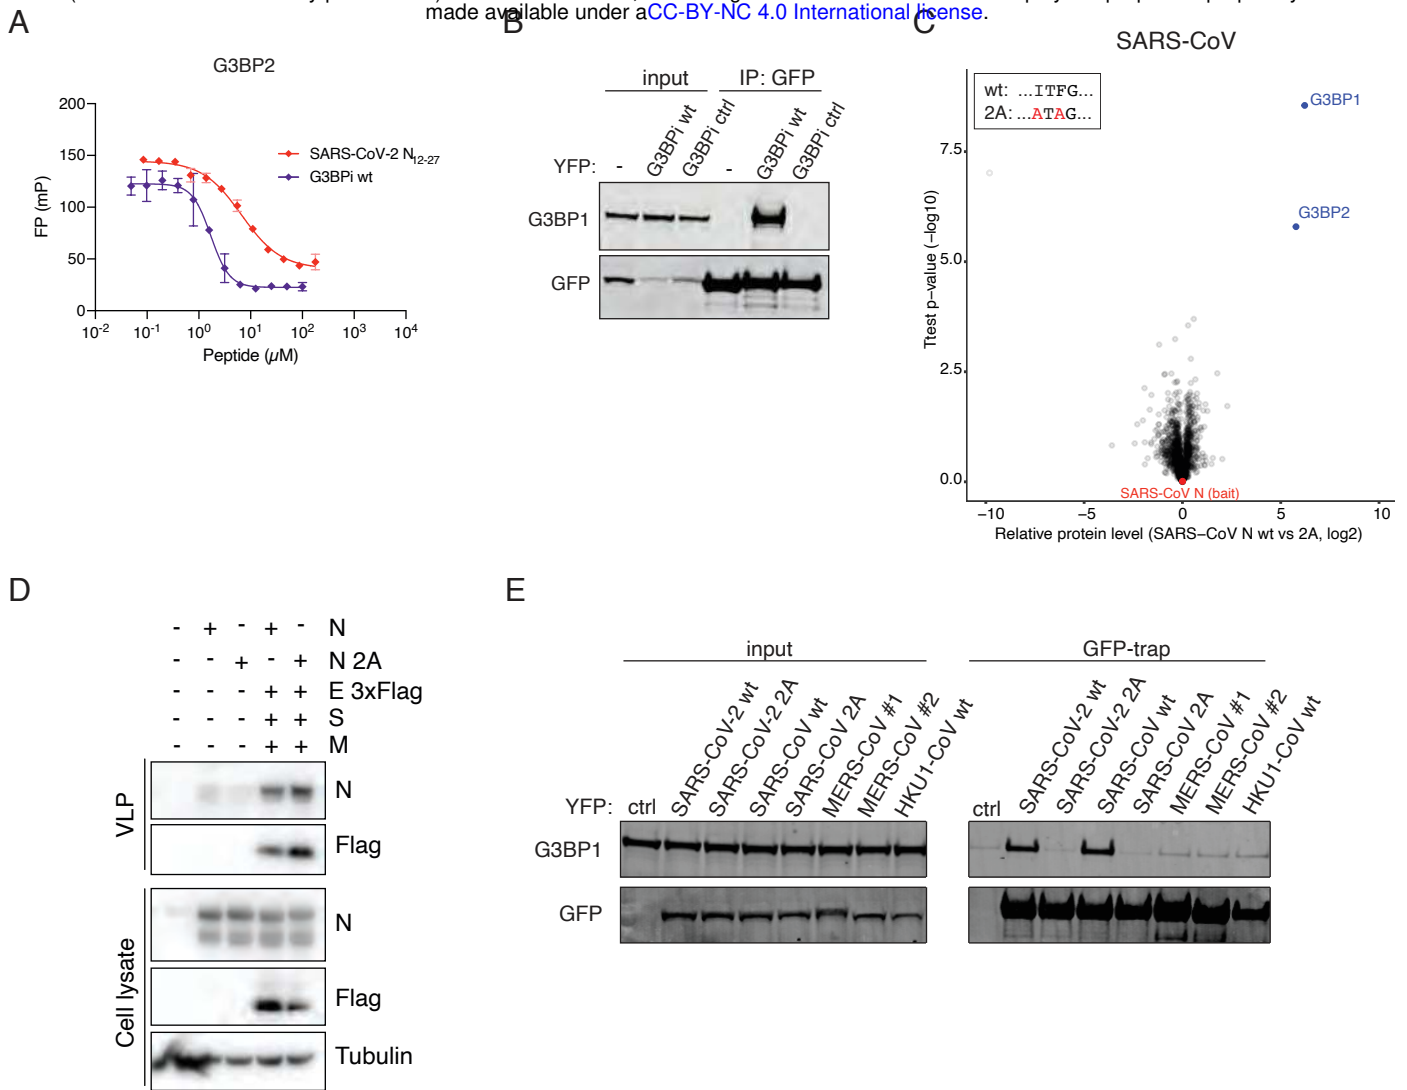 made available under aCC-BY-NC 4.0 International license.
A
G3BP2
200
150
100
50
0
FP (mP)
10-2 10-1 100 101 102 103 104
Peptide (µM)
SARS-CoV-2 N12-27
G3BPi wt
B
input IP: GFP
YFP: - G3BPi wt G3BPi ctrl - G3BPi wt G3BPi ctrl
G3BP1
GFP
C
SARS-CoV
wt: ...ITFG...
2A: ...ATAG...
G3BP1
G3BP2
7.5
5.0
2.5
0.0
Ttest p-value (-log10)
SARS-CoV N (bait)
−10 −5 0 5 10
Relative protein level (SARS−CoV N wt vs 2A, log2)
D
- + - + - N
- - + - + N 2A
- - - + + E 3xFlag
- - - + + S
- - - + + M
VLP
N
Flag
Cell lysate
N
Flag
Tubulin
E
input GFP-trap
YFP: ctrl SARS-CoV-2 wt SARS-CoV-2 2A SARS-CoV wt SARS-CoV 2A MERS-CoV #1 MERS-CoV #2 HKU1-CoV wt
ctrl SARS-CoV-2 wt SARS-CoV-2 2A SARS-CoV wt SARS-CoV 2A MERS-CoV #1 MERS-CoV #2 HKU1-CoV wt
G3BP1
GFP